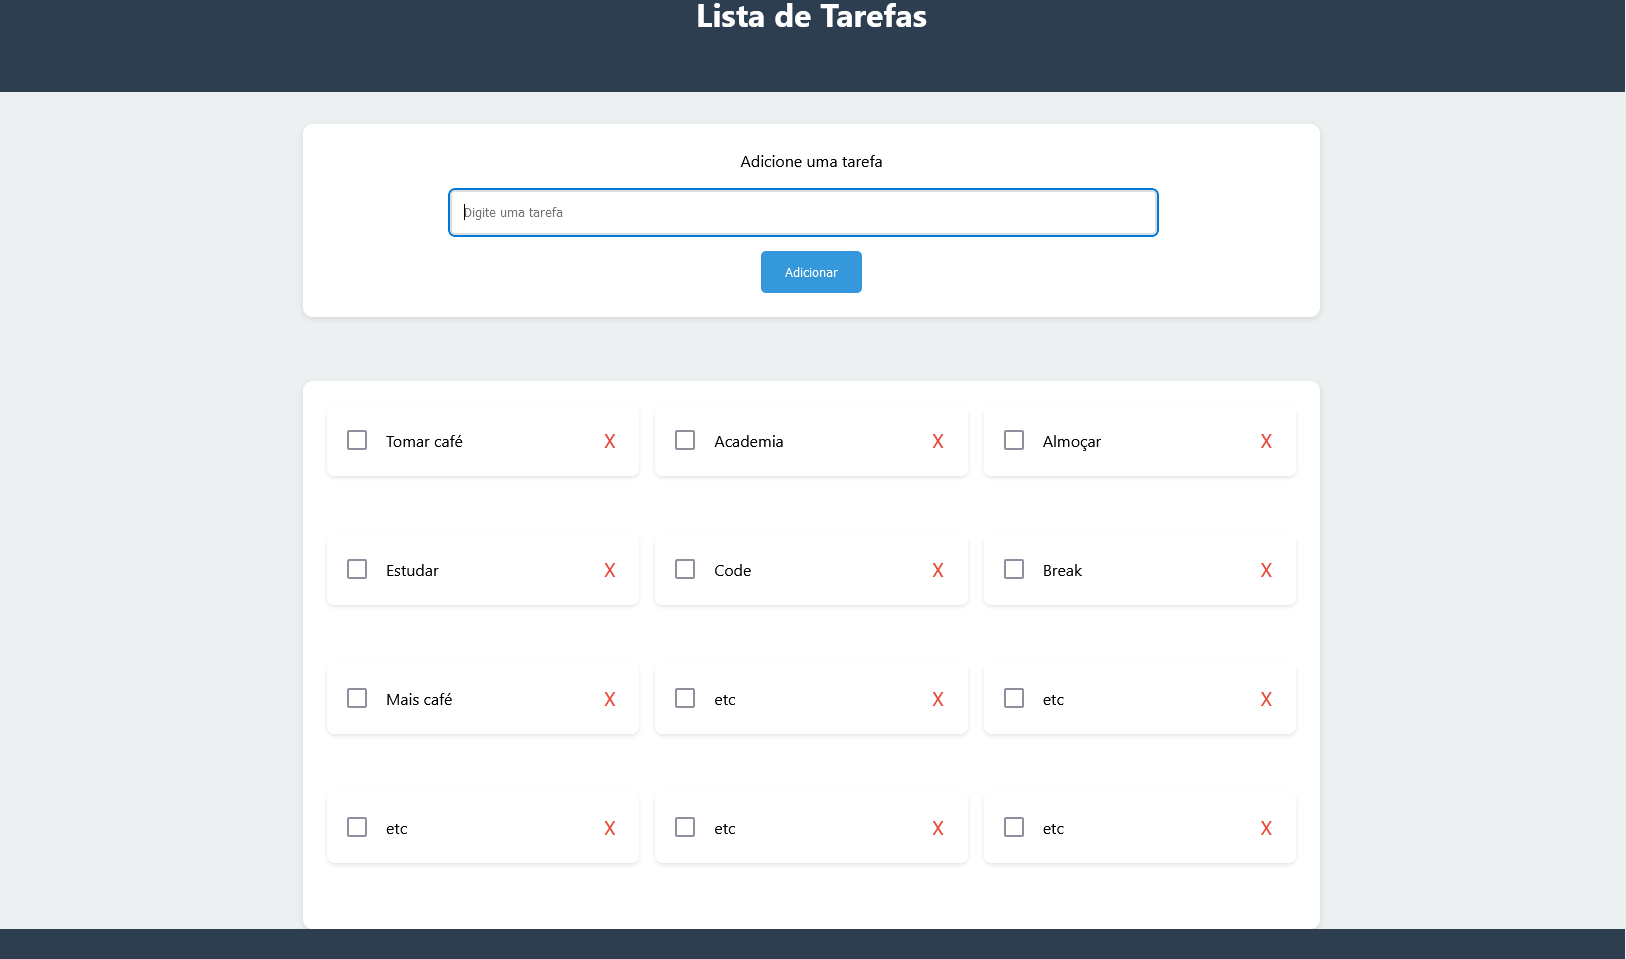 Lista de Tarefas
Adicione uma tarefa
Digite uma tarefa
Adicionar
Tomar café X
Academia X
Almoçar X
Estudar X
Code X
Break X
Mais café X
etc X
etc X
etc X
etc X
etc X